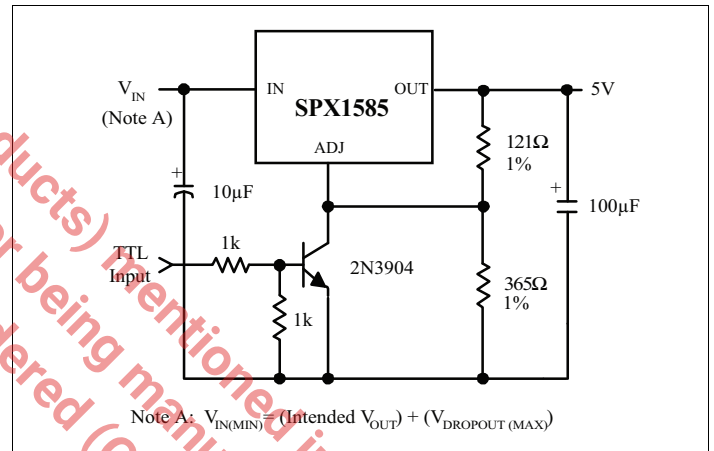 V_IN
(Note A)
IN
OUT
SPX1585
ADJ
5V
121Ω
1%
+
10µF
+
100µF
TTL
Input
1k
2N3904
1k
365Ω
1%
Note A: V_IN(MIN)= (Intended V_OUT) + (V_DROPOUT (MAX))
ducts) mentioned i
r being manu
dered (